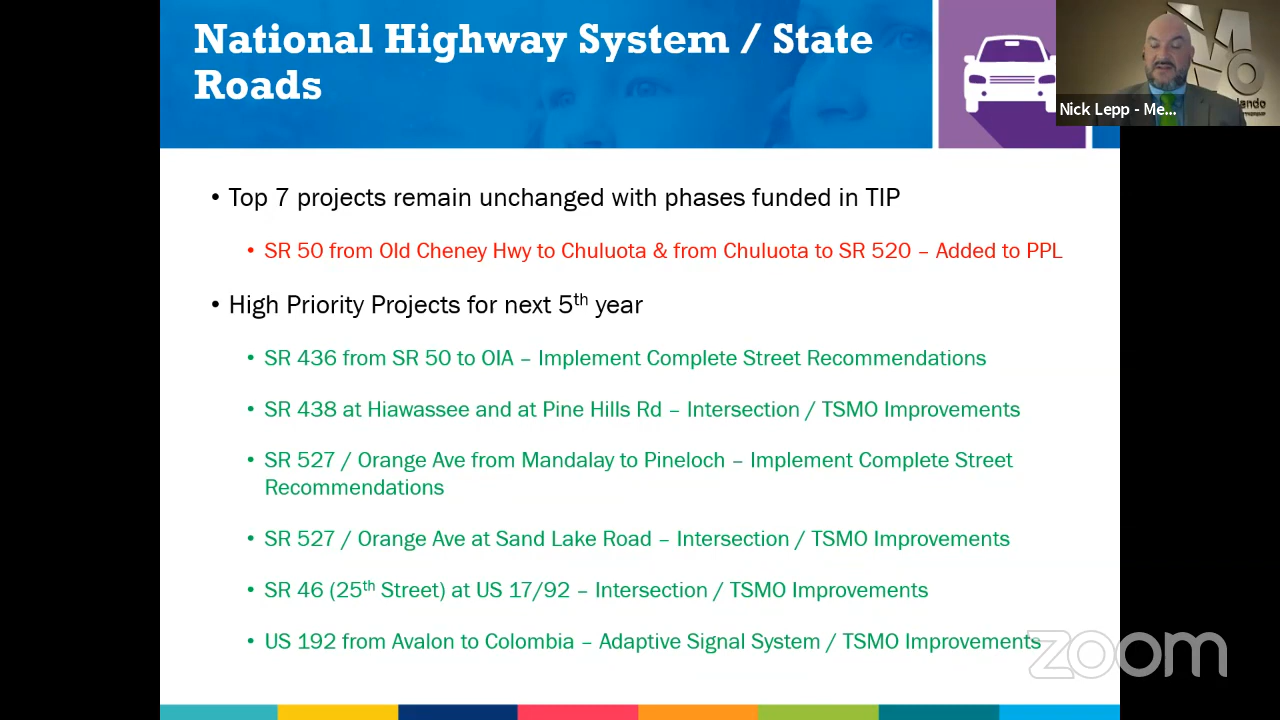 National Highway System / State
Roads
lando
Nick Lepp - Me...
• Top 7 projects remain unchanged with phases funded in TIP
• SR 50 from Old Cheney Hwy to Chuluota & from Chuluota to SR 520 – Added to PPL
• High Priority Projects for next 5th year
• SR 436 from SR 50 to OIA – Implement Complete Street Recommendations
• SR 438 at Hiawassee and at Pine Hills Rd – Intersection / TSMO Improvements
• SR 527 / Orange Ave from Mandalay to Pineloch – Implement Complete Street
Recommendations
• SR 527 / Orange Ave at Sand Lake Road – Intersection / TSMO Improvements
• SR 46 (25th Street) at US 17/92 – Intersection / TSMO Improvements
• US 192 from Avalon to Colombia – Adaptive Signal System / TSMO Improvements
zoom